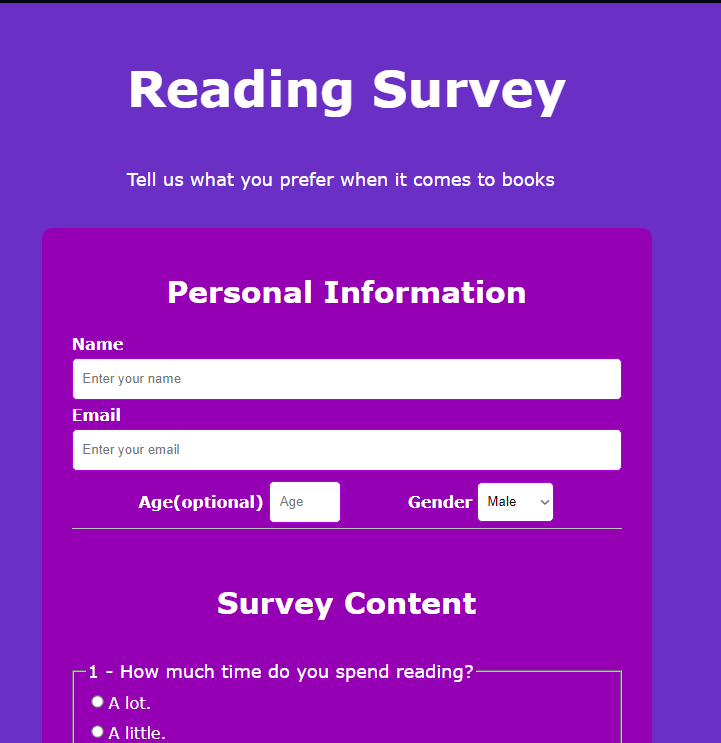 Reading Survey
Tell us what you prefer when it comes to books
Personal Information
Name
Enter your name
Email
Enter your email
Age(optional) Age Gender Male
Survey Content
1 - How much time do you spend reading?
A lot.
A little.